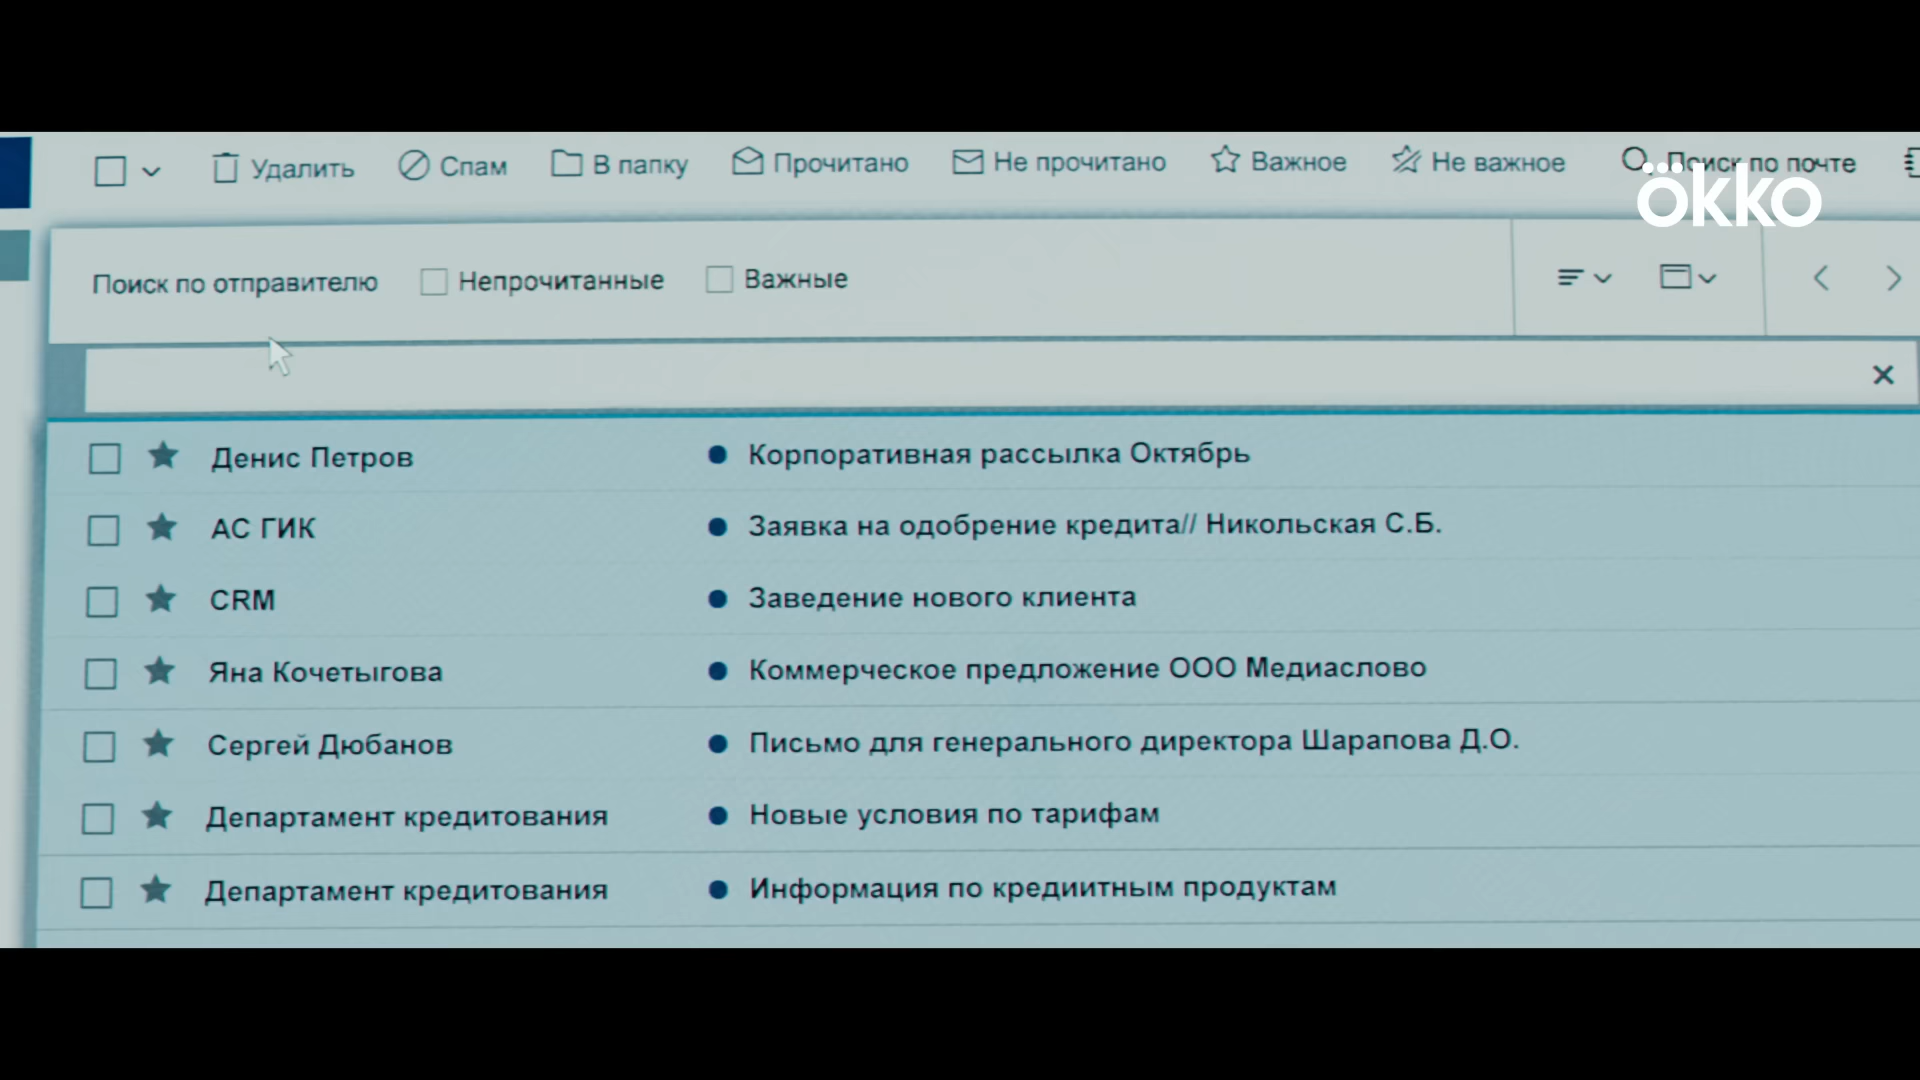 Удалить Спам В папку Прочитано Не прочитано Важное Не важное Поиск по почте
ökko
Поиск по отправителю Непрочитанные Важные
Денис Петров Корпоративная рассылка Октябрь
АС ГИК Заявка на одобрение кредита// Никольская С.Б.
CRM Заведение нового клиента
Яна Кочетыгова Коммерческое предложение ООО Медиаслово
Сергей Дюбанов Письмо для генерального директора Шарапова Д.О.
Департамент кредитования Новые условия по тарифам
Департамент кредитования Информация по кредиитным продуктам